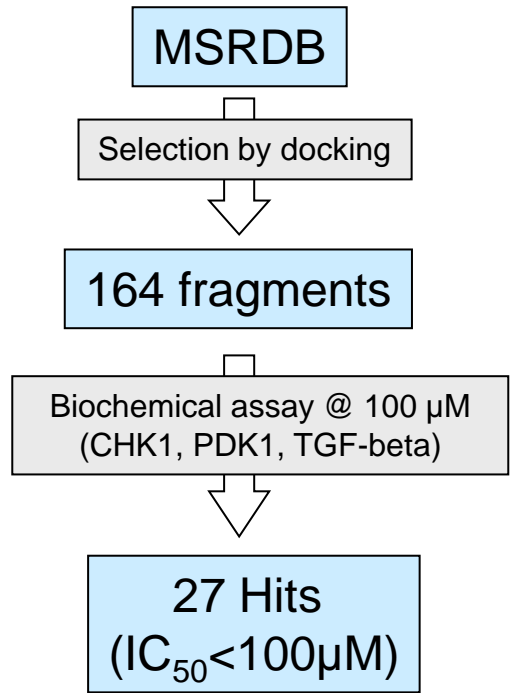 MSRDB
Selection by docking
164 fragments
Biochemical assay @ 100 µM
(CHK1, PDK1, TGF-beta)
27 Hits
(IC₅₀<100µM)